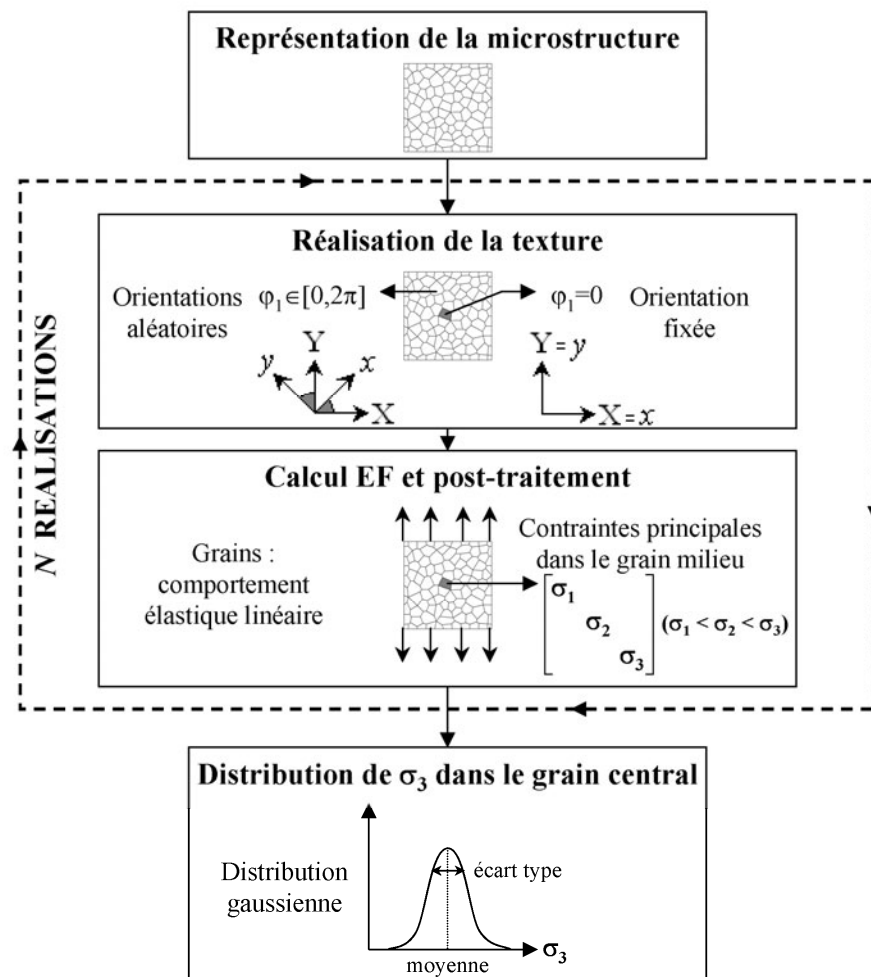 Représentation de la microstructure
N REALISATIONS
Réalisation de la texture
Orientations
aléatoires
φ₁∈[0,2π]
φ₁=0
Orientation
fixée
Y
y
x
X
Y = y
X = x
Calcul EF et post-traitement
Grains :
comportement
élastique linéaire
Contraintes principales
dans le grain milieu
σ₁
σ₂
σ₃
(σ₁ < σ₂ < σ₃)
Distribution de σ₃ dans le grain central
Distribution
gaussienne
écart type
moyenne
σ₃